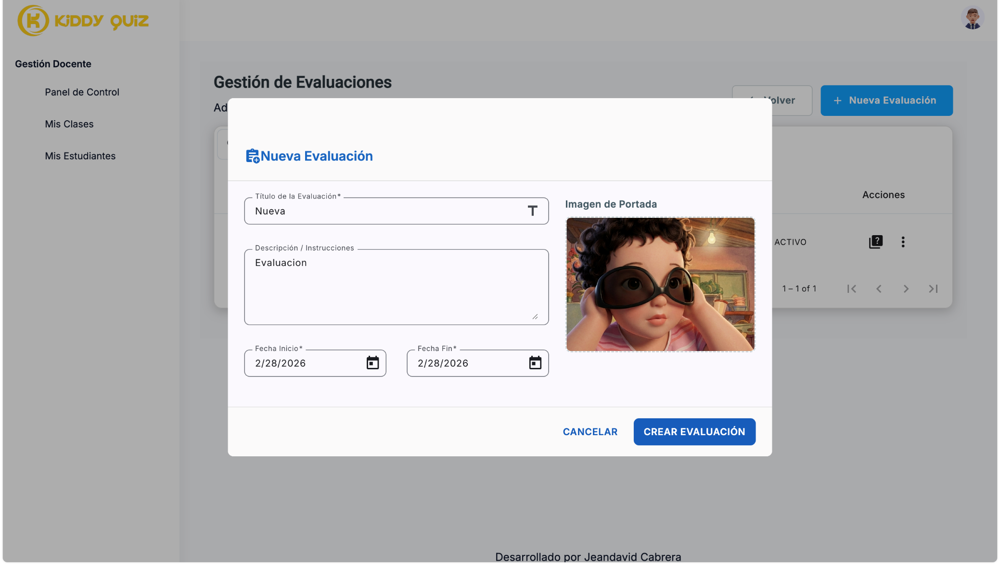 KiDDY QUIZ
Gestión Docente
Panel de Control
Mis Clases
Mis Estudiantes
Gestión de Evaluaciones
Ad
Volver
+ Nueva Evaluación
Nueva Evaluación
Título de la Evaluación*
Nueva
Descripción / Instrucciones
Evaluacion
Fecha Inicio*
2/28/2026
Fecha Fin*
2/28/2026
Imagen de Portada
CANCELAR
CREAR EVALUACIÓN
Acciones
ACTIVO
1 – 1 of 1
Desarrollado por Jeandavid Cabrera